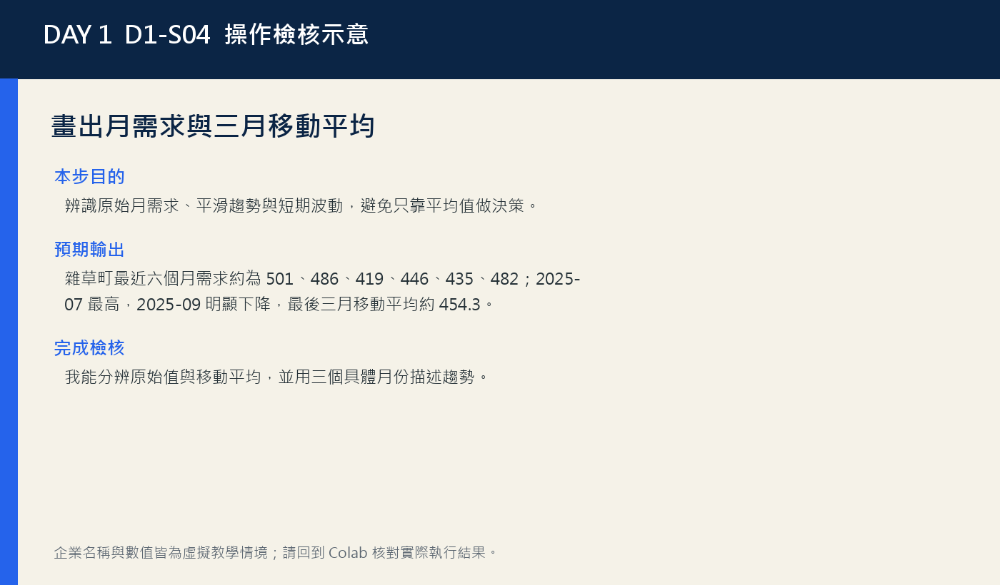 DAY 1 D1-S04 操作檢核示意
畫出月需求與三月移動平均
本步目的
辨識原始月需求、平滑趨勢與短期波動，避免只靠平均值做決策。
預期輸出
雜草町最近六個月需求約為 501、486、419、446、435、482；2025-
07 最高，2025-09 明顯下降，最後三月移動平均約 454.3。
完成檢核
我能分辨原始值與移動平均，並用三個具體月份描述趨勢。
企業名稱與數值皆為虛擬教學情境；請回到 Colab 核對實際執行結果。